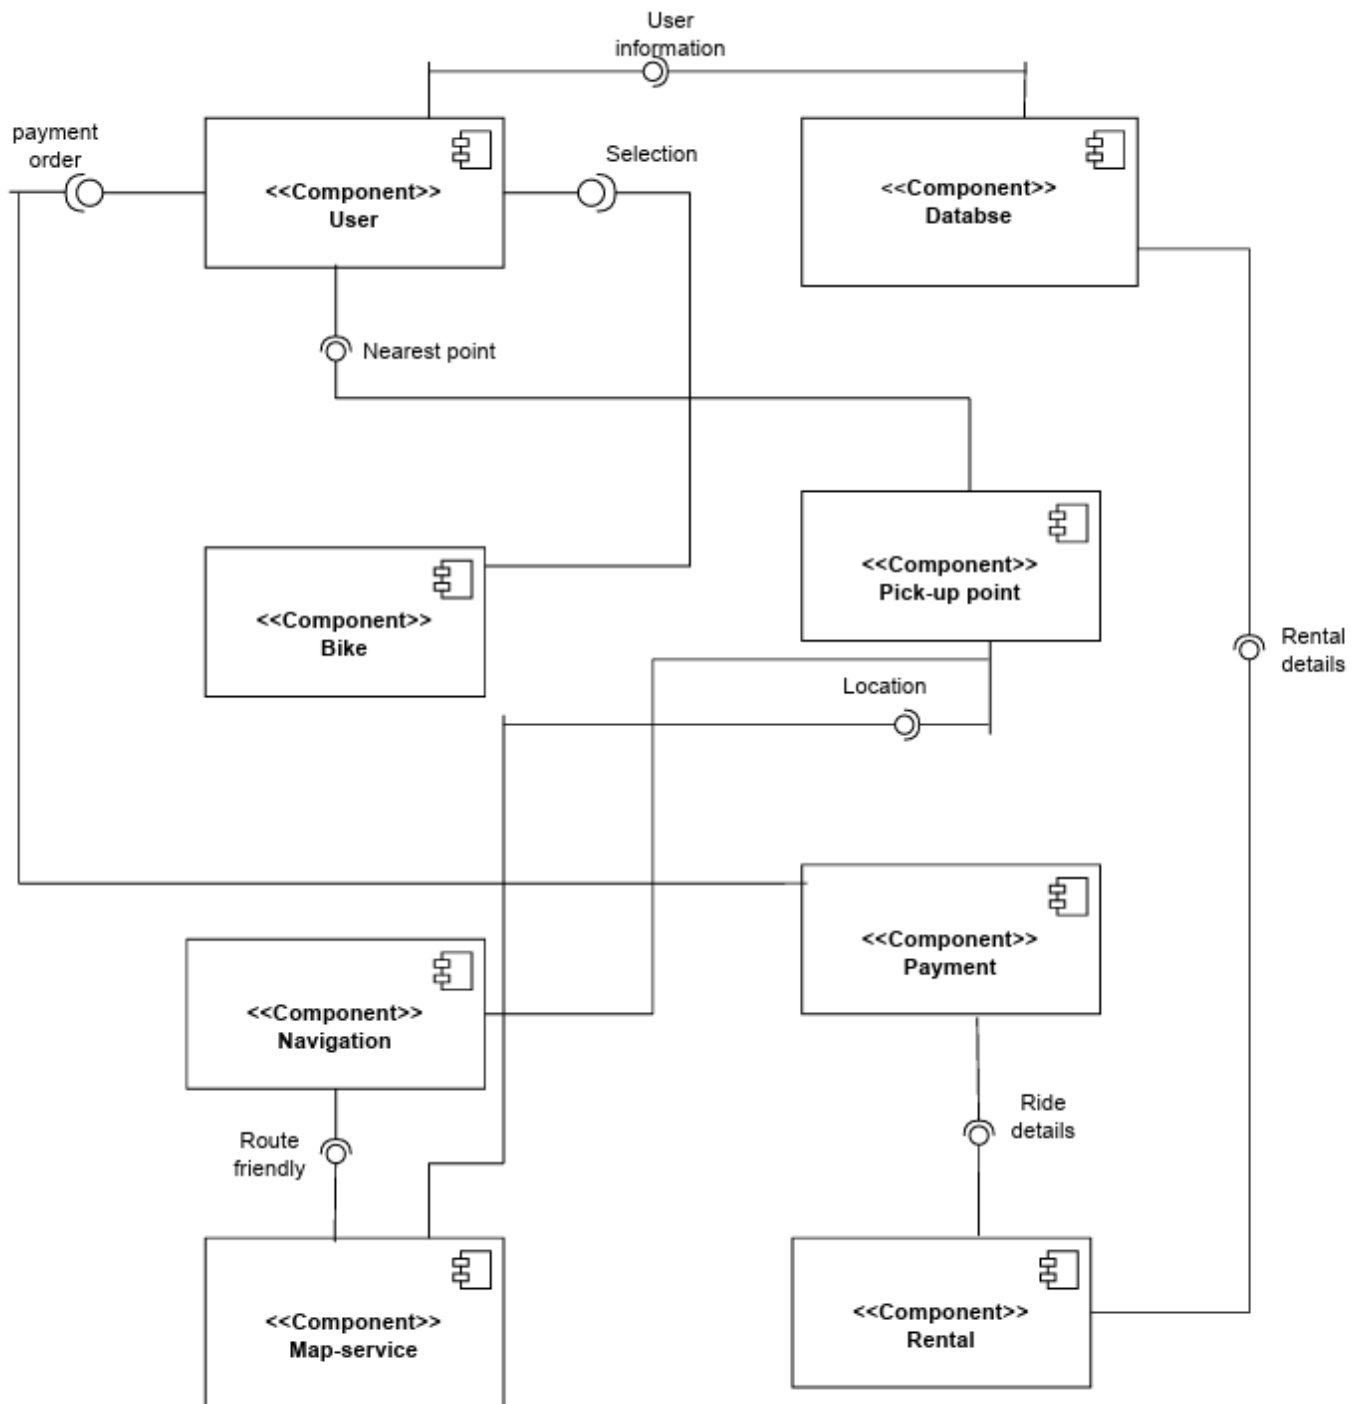 User
information
payment
order
Selection
<<Component>>
User
<<Component>>
Databse
Nearest point
<<Component>>
Pick-up point
<<Component>>
Bike
Rental
details
Location
<<Component>>
Payment
<<Component>>
Navigation
Ride
details
Route
friendly
<<Component>>
Map-service
<<Component>>
Rental